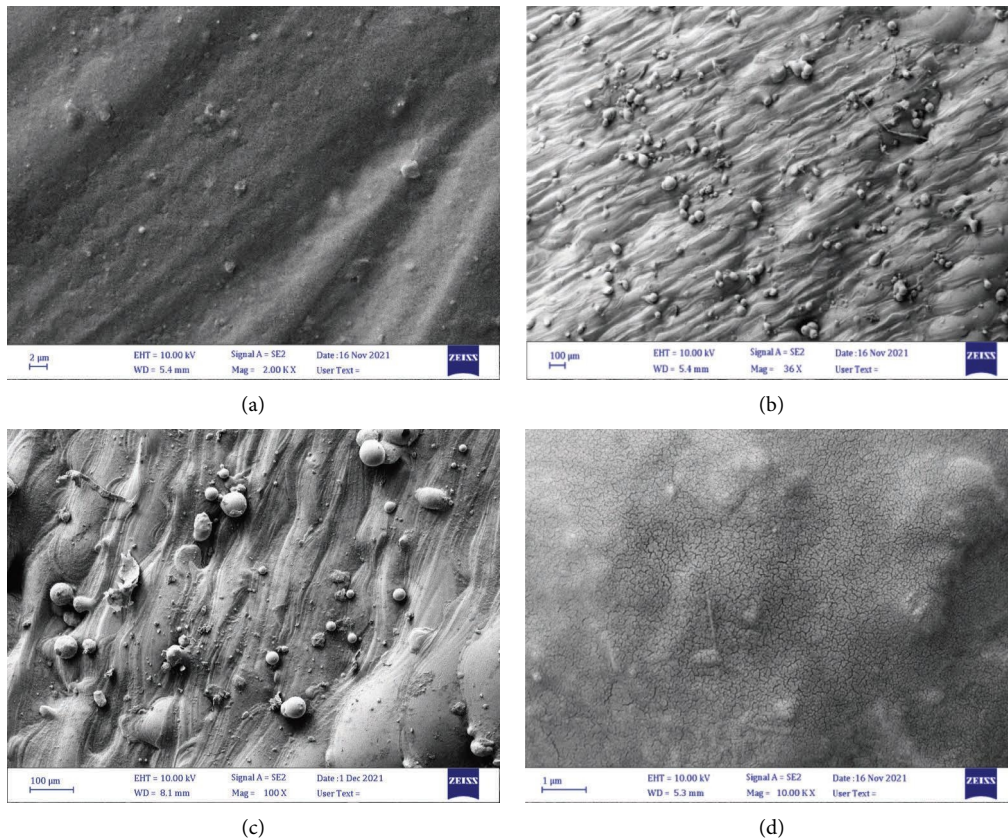 2 µm
EHT = 10.00 kV Signal A = SE2 Date :16 Nov 2021
WD = 5.4 mm Mag = 2.00 K X User Text =
ZEISS
(a)
100 µm
EHT = 10.00 kV Signal A = SE2 Date :16 Nov 2021
WD = 5.4 mm Mag = 36 X User Text =
ZEISS
(b)
100 µm
EHT = 10.00 kV Signal A = SE2 Date :1 Dec 2021
WD = 8.1 mm Mag = 100 X User Text =
ZEISS
(c)
1 µm
EHT = 10.00 kV Signal A = SE2 Date :16 Nov 2021
WD = 5.3 mm Mag = 10.00 K X User Text =
ZEISS
(d)